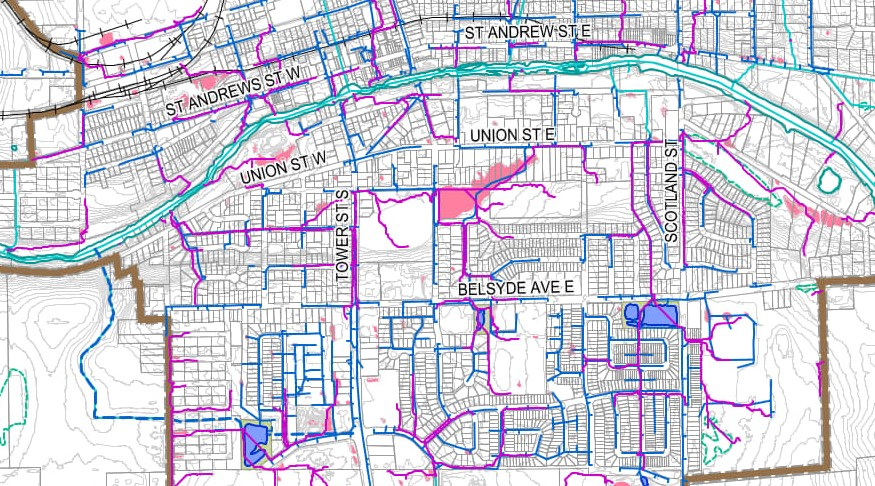 ST ANDREW ST E
ST ANDREWS ST W
UNION ST E
UNION ST W
TOWER ST S
SCOTLAND ST
BELSYDE AVE E